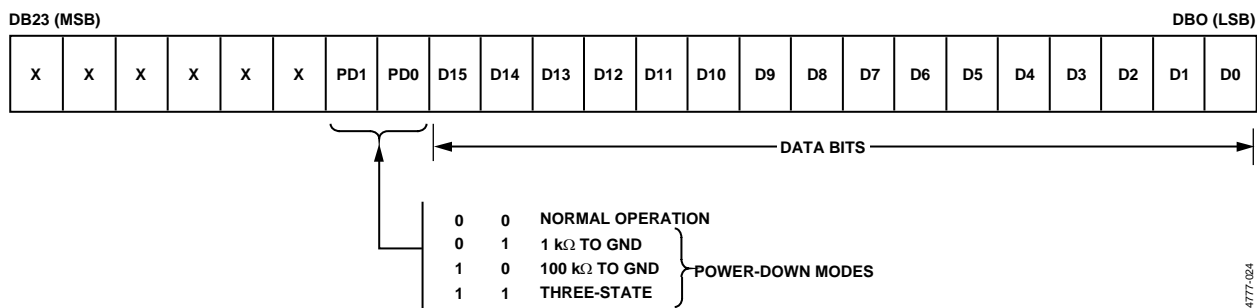 DB23 (MSB) DBO (LSB)
X X X X X X PD1 PD0 D15 D14 D13 D12 D11 D10 D9 D8 D7 D6 D5 D4 D3 D2 D1 D0
DATA BITS
0 0 NORMAL OPERATION
0 1 1 kΩ TO GND
1 0 100 kΩ TO GND
POWER-DOWN MODES
1 1 THREE-STATE
4777-024